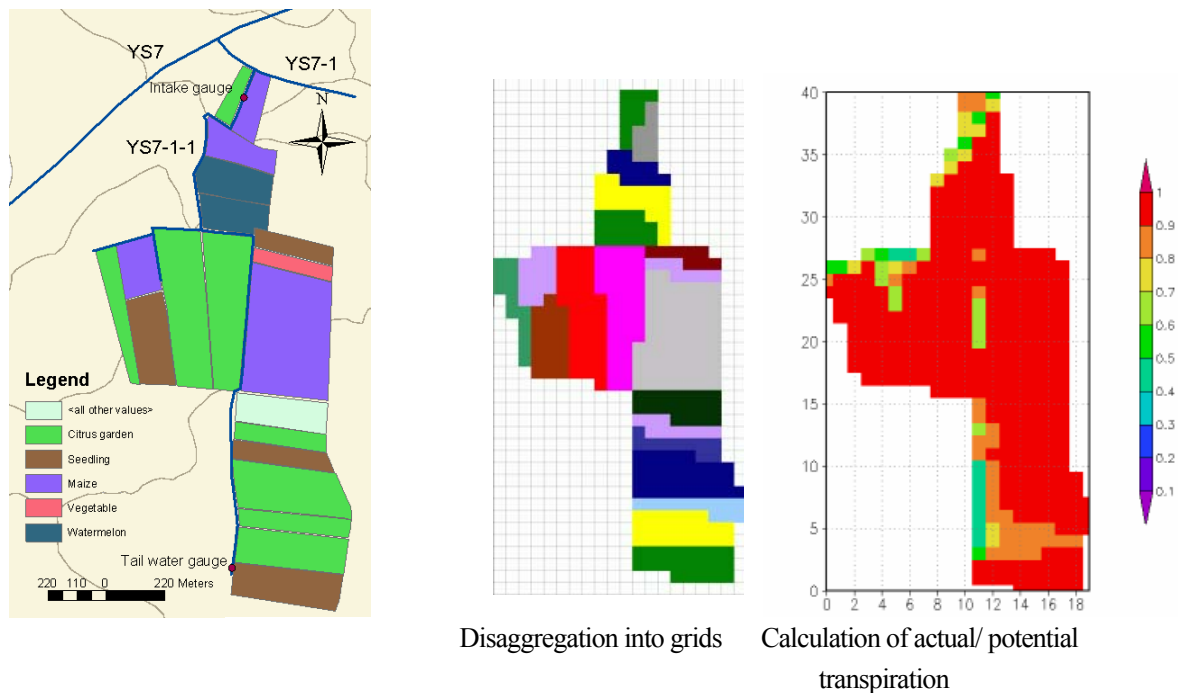 YS7
YS7-1
Intake gauge
N
YS7-1-1
Legend
<all other values>
Citrus garden
Seedling
Maize
Vegetable
Watermelon
Tail water gauge
220 110 0 220 Meters
40
35
30
25
20
15
10
5
0
0 2 4 6 8 10 12 14 16 18
1
0.9
0.8
0.7
0.6
0.5
0.4
0.3
0.2
0.1
Disaggregation into grids
Calculation of actual/ potential
transpiration